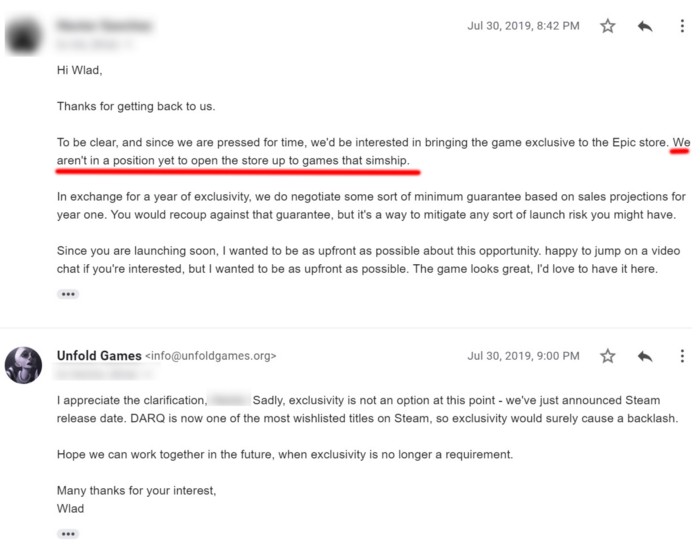 Jul 30, 2019, 8:42 PM
Hi Wlad,
Thanks for getting back to us.
To be clear, and since we are pressed for time, we'd be interested in bringing the game exclusive to the Epic store. We
aren't in a position yet to open the store up to games that simship.
In exchange for a year of exclusivity, we do negotiate some sort of minimum guarantee based on sales projections for
year one. You would recoup against that guarantee, but it's a way to mitigate any sort of launch risk you might have.
Since you are launching soon, I wanted to be as upfront as possible about this opportunity. happy to jump on a video
chat if you're interested, but I wanted to be as upfront as possible. The game looks great, I'd love to have it here.
Unfold Games <info@unfoldgames.org> Jul 30, 2019, 9:00 PM
I appreciate the clarification, Sadly, exclusivity is not an option at this point - we've just announced Steam
release date. DARQ is now one of the most wishlisted titles on Steam, so exclusivity would surely cause a backlash.
Hope we can work together in the future, when exclusivity is no longer a requirement.
Many thanks for your interest,
Wlad